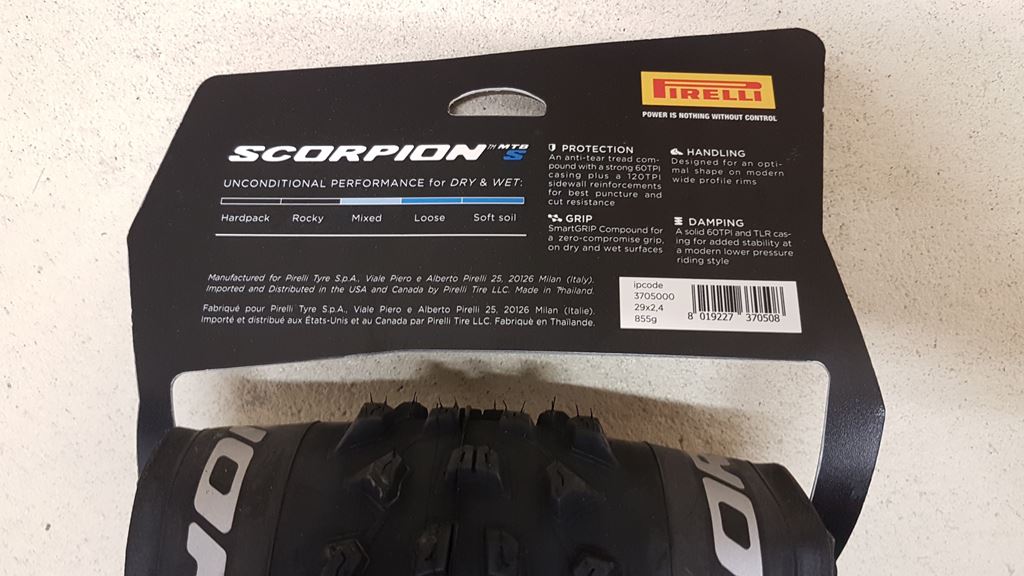 PIRELLI
POWER IS NOTHING WITHOUT CONTROL
SCORPION™ MTB
S
UNCONDITIONAL PERFORMANCE for DRY & WET:
Hardpack Rocky Mixed Loose Soft soil
PROTECTION
An anti-tear tread com-
pound with a strong 60TPI
casing plus a 120TPI
sidewall reinforcements
for best puncture and
cut resistance
HANDLING
Designed for an opti-
mal shape on modern
wide profile rims
GRIP
SmartGRIP Compound for
a zero-compromise grip,
on dry and wet surfaces
DAMPING
A solid 60TPI and TLR cas-
ing for added stability at
a modern lower pressure
riding style
Manufactured for Pirelli Tyre S.p.A., Viale Piero e Alberto Pirelli 25, 20126 Milan (Italy).
Imported and Distributed in the USA and Canada by Pirelli Tire LLC. Made in Thailand.
Fabriqué pour Pirelli Tyre S.p.A., Viale Piero e Alberto Pirelli 25, 20126 Milan (Italie).
Importé et distribué aux États-Unis et au Canada par Pirelli Tire LLC. Fabriqué en Thaïlande.
ipcode
3705000
29x2,4
855g
8 019227 370508